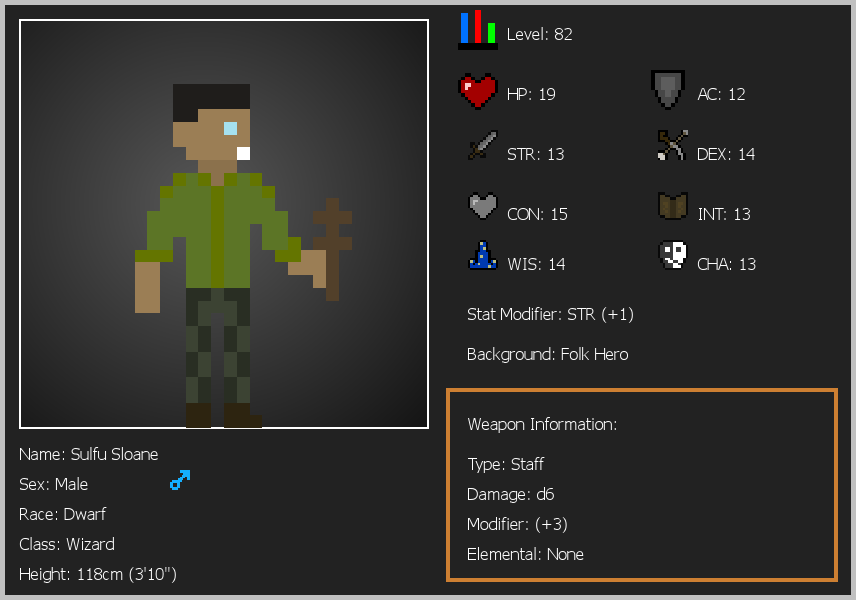 Level: 82
HP: 19
AC: 12
STR: 13
DEX: 14
CON: 15
INT: 13
WIS: 14
CHA: 13
Stat Modifier: STR (+1)
Background: Folk Hero
Weapon Information:
Type: Staff
Damage: d6
Modifier: (+3)
Elemental: None
Name: Sulfu Sloane
Sex: Male
Race: Dwarf
Class: Wizard
Height: 118cm (3'10")